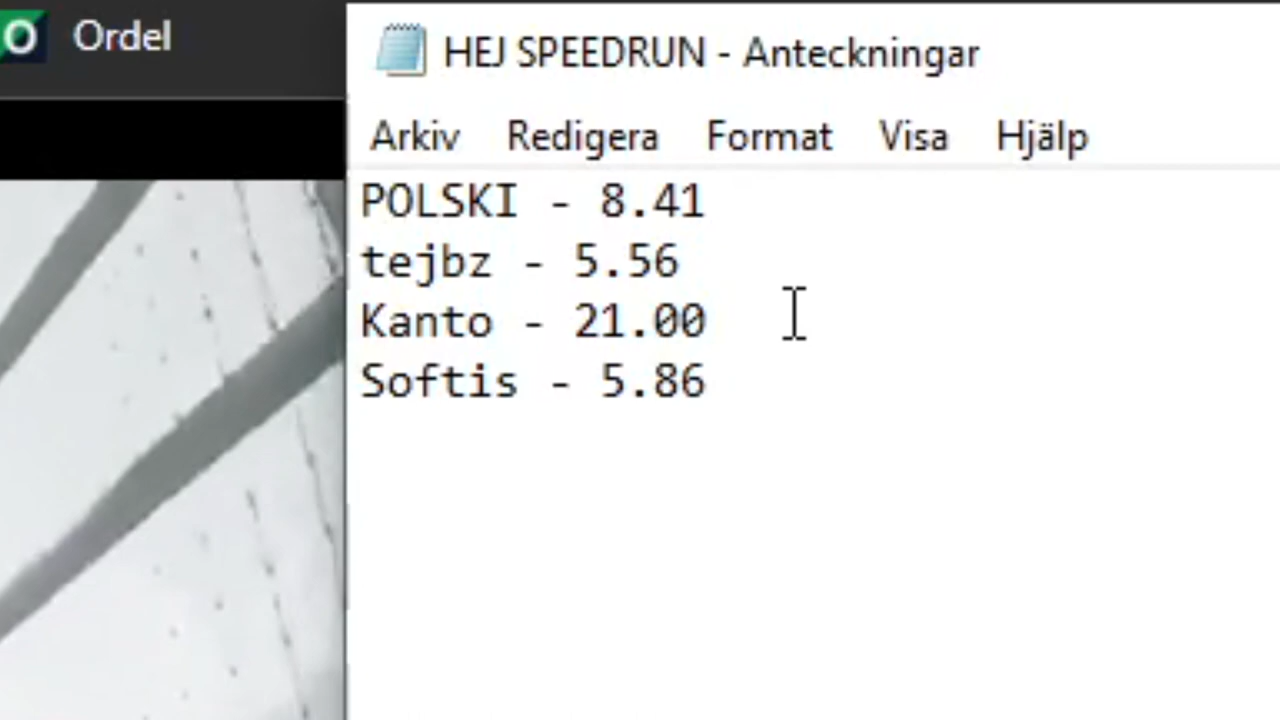 O Ordel
HEJ SPEEDRUN - Anteckningar
Arkiv Redigera Format Visa Hjälp
POLSKI - 8.41
tejbz - 5.56
Kanto - 21.00
Softis - 5.86